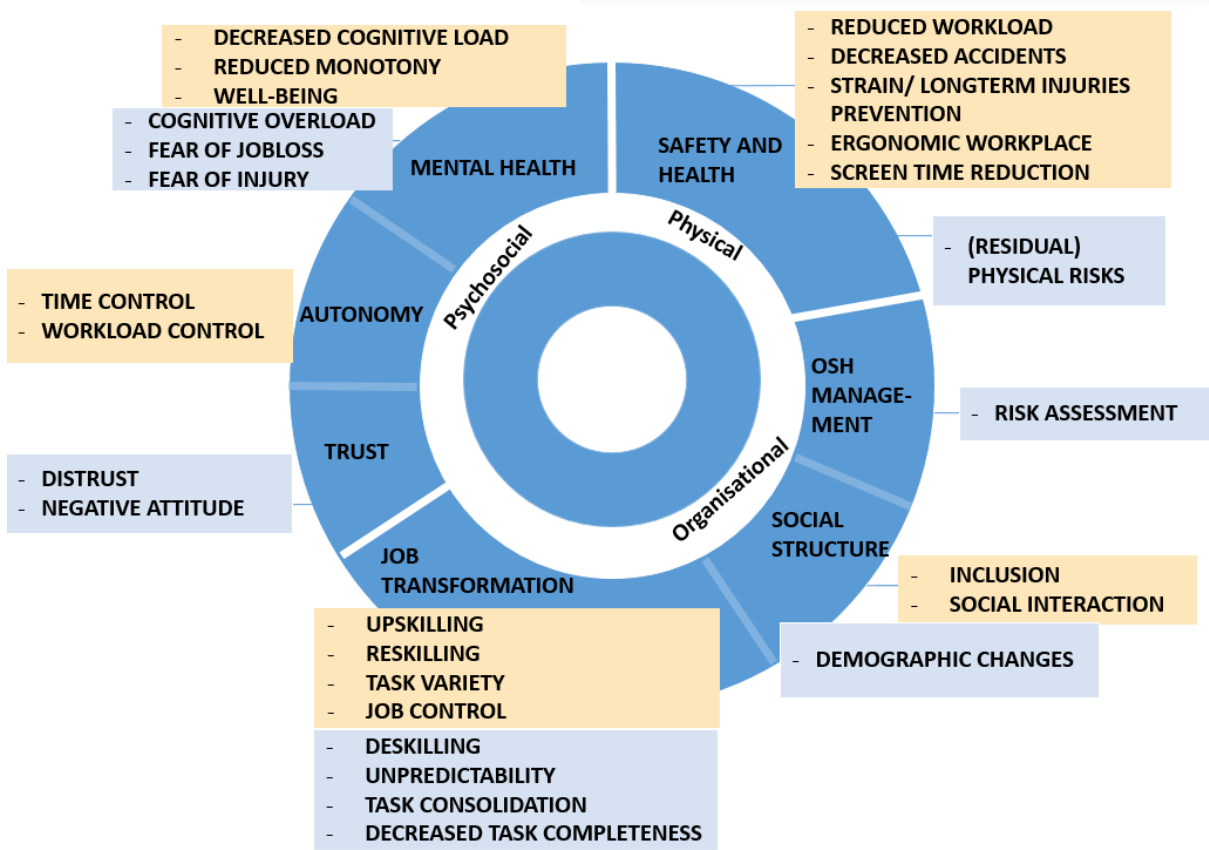 - DECREASED COGNITIVE LOAD
- REDUCED MONOTONY
- WELL-BEING
- COGNITIVE OVERLOAD
- FEAR OF JOBLOSS
- FEAR OF INJURY
MENTAL HEALTH
- REDUCED WORKLOAD
- DECREASED ACCIDENTS
- STRAIN/ LONGTERM INJURIES
PREVENTION
- ERGONOMIC WORKPLACE
- SCREEN TIME REDUCTION
SAFETY AND
HEALTH
- (RESIDUAL)
PHYSICAL RISKS
Psychosocial
Physical
Organisational
- TIME CONTROL
- WORKLOAD CONTROL
AUTONOMY
OSH
MANAGE-
MENT
- RISK ASSESSMENT
TRUST
- DISTRUST
- NEGATIVE ATTITUDE
SOCIAL
STRUCTURE
- INCLUSION
- SOCIAL INTERACTION
- DEMOGRAPHIC CHANGES
JOB
TRANSFORMATION
- UPSKILLING
- RESKILLING
- TASK VARIETY
- JOB CONTROL
- DESKILLING
- UNPREDICTABILITY
- TASK CONSOLIDATION
- DECREASED TASK COMPLETENESS